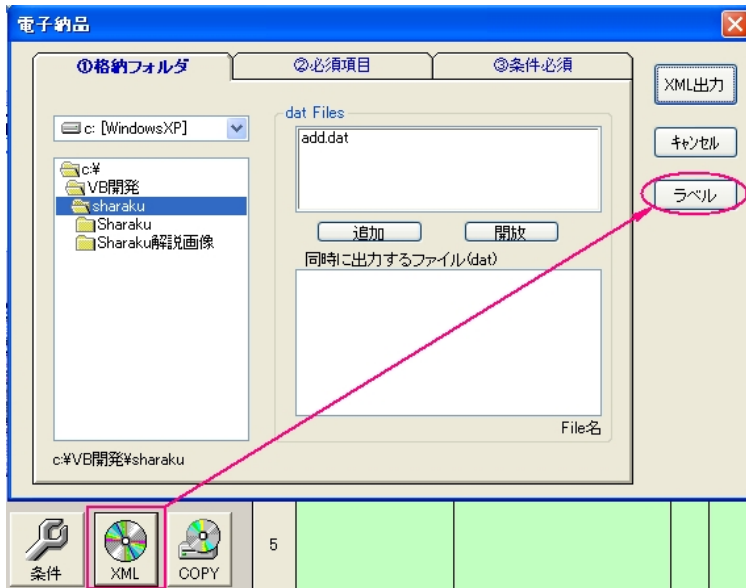 電子納品
①格納フォルダ
②必須項目
③条件必須
c: [WindowsXP]
c:¥
VB開発
sharaku
Sharaku
Sharaku解説画像
c:¥VB開発¥sharaku
dat Files
add.dat
追加
開放
同時に出力するファイル(dat)
File名
XML出力
キャンセル
ラベル
条件
XML
COPY
5